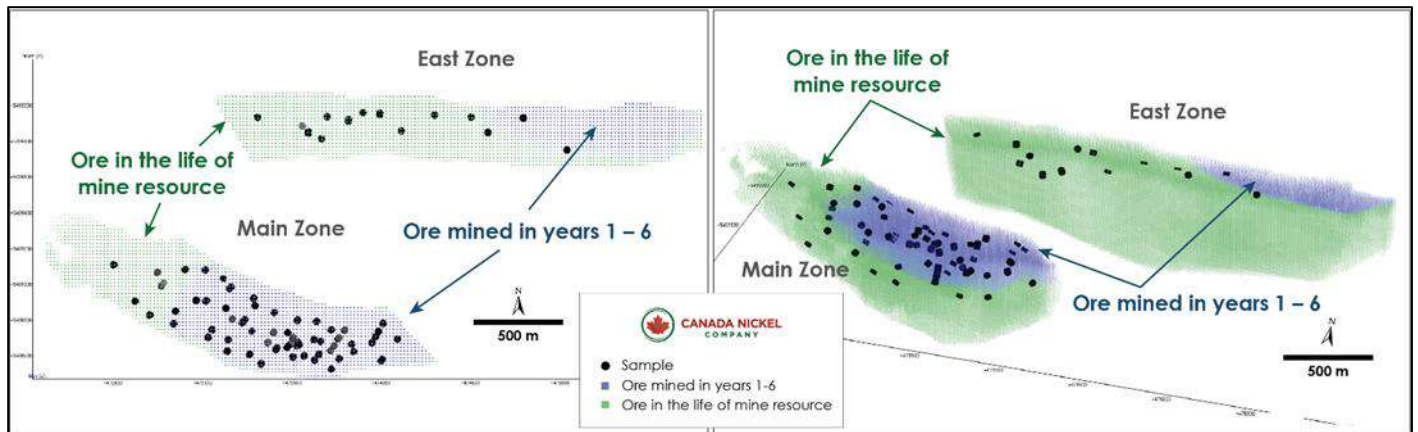 East Zone
Ore in the life of
mine resource
Main Zone
Ore mined in years 1 – 6
N
500 m
Ore in the life of
mine resource
East Zone
Main Zone
Ore mined in years 1 – 6
N
500 m
CANADA NICKEL
COMPANY
Sample
Ore mined in years 1-6
Ore in the life of mine resource